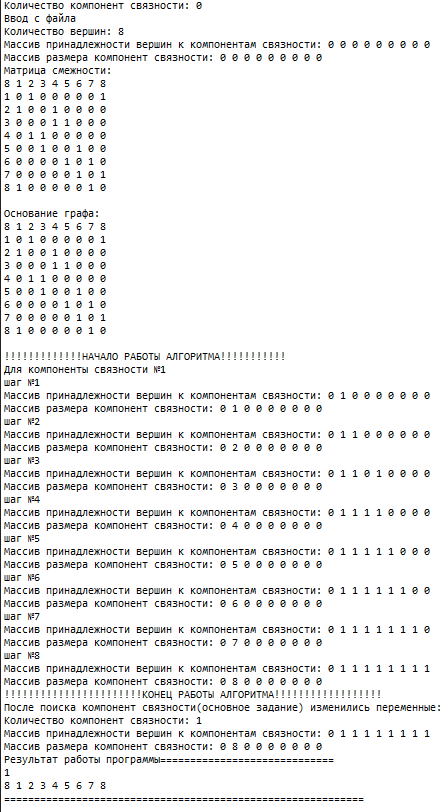 Количество компонент связности: 0
Ввод с файла
Количество вершин: 8
Массив принадлежности вершин к компонентам связности: 0 0 0 0 0 0 0 0 0
Массив размера компонент связности: 0 0 0 0 0 0 0 0 0
Матрица смежности:
8 1 2 3 4 5 6 7 8
1 0 1 0 0 0 0 0 1
2 1 0 0 1 0 0 0 0
3 0 0 0 1 1 0 0 0
4 0 1 1 0 0 0 0 0
5 0 0 1 0 0 1 0 0
6 0 0 0 0 1 0 1 0
7 0 0 0 0 0 1 0 1
8 1 0 0 0 0 0 1 0
Основание графа:
8 1 2 3 4 5 6 7 8
1 0 1 0 0 0 0 0 1
2 1 0 0 1 0 0 0 0
3 0 0 0 1 1 0 0 0
4 0 1 1 0 0 0 0 0
5 0 0 1 0 0 1 0 0
6 0 0 0 0 1 0 1 0
7 0 0 0 0 0 1 0 1
8 1 0 0 0 0 0 1 0
!!!!!!!!!!!!!НАЧАЛО РАБОТЫ АЛГОРИТМА!!!!!!!!!!!
Для компоненты связности №1
шаг №1
Массив принадлежности вершин к компонентам связности: 0 1 0 0 0 0 0 0 0
Массив размера компонент связности: 0 1 0 0 0 0 0 0 0
шаг №2
Массив принадлежности вершин к компонентам связности: 0 1 1 0 0 0 0 0 0
Массив размера компонент связности: 0 2 0 0 0 0 0 0 0
шаг №3
Массив принадлежности вершин к компонентам связности: 0 1 1 0 1 0 0 0 0
Массив размера компонент связности: 0 3 0 0 0 0 0 0 0
шаг №4
Массив принадлежности вершин к компонентам связности: 0 1 1 1 1 0 0 0 0
Массив размера компонент связности: 0 4 0 0 0 0 0 0 0
шаг №5
Массив принадлежности вершин к компонентам связности: 0 1 1 1 1 1 0 0 0
Массив размера компонент связности: 0 5 0 0 0 0 0 0 0
шаг №6
Массив принадлежности вершин к компонентам связности: 0 1 1 1 1 1 1 0 0
Массив размера компонент связности: 0 6 0 0 0 0 0 0 0
шаг №7
Массив принадлежности вершин к компонентам связности: 0 1 1 1 1 1 1 1 0
Массив размера компонент связности: 0 7 0 0 0 0 0 0 0
шаг №8
Массив принадлежности вершин к компонентам связности: 0 1 1 1 1 1 1 1 1
Массив размера компонент связности: 0 8 0 0 0 0 0 0 0
!!!!!!!!!!!!!!!!!!!!!!!КОНЕЦ РАБОТЫ АЛГОРИТМА!!!!!!!!!!!!!!!!!!
После поиска компонент связности(основное задание) изменились переменные:
Количество компонент связности: 1
Массив принадлежности вершин к компонентам связности: 0 1 1 1 1 1 1 1 1
Массив размера компонент связности: 0 8 0 0 0 0 0 0 0
Результат работы программы=============================
1
8 1 2 3 4 5 6 7 8
============================================================